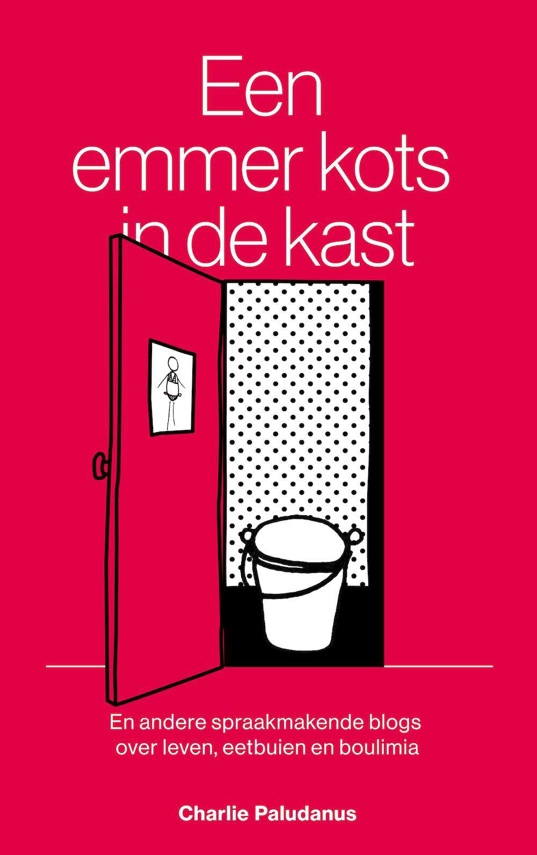 Een
emmer kots
in de kast
En andere spraakmakende blogs
over leven, eetbuien en boulimia
Charlie Paludanus